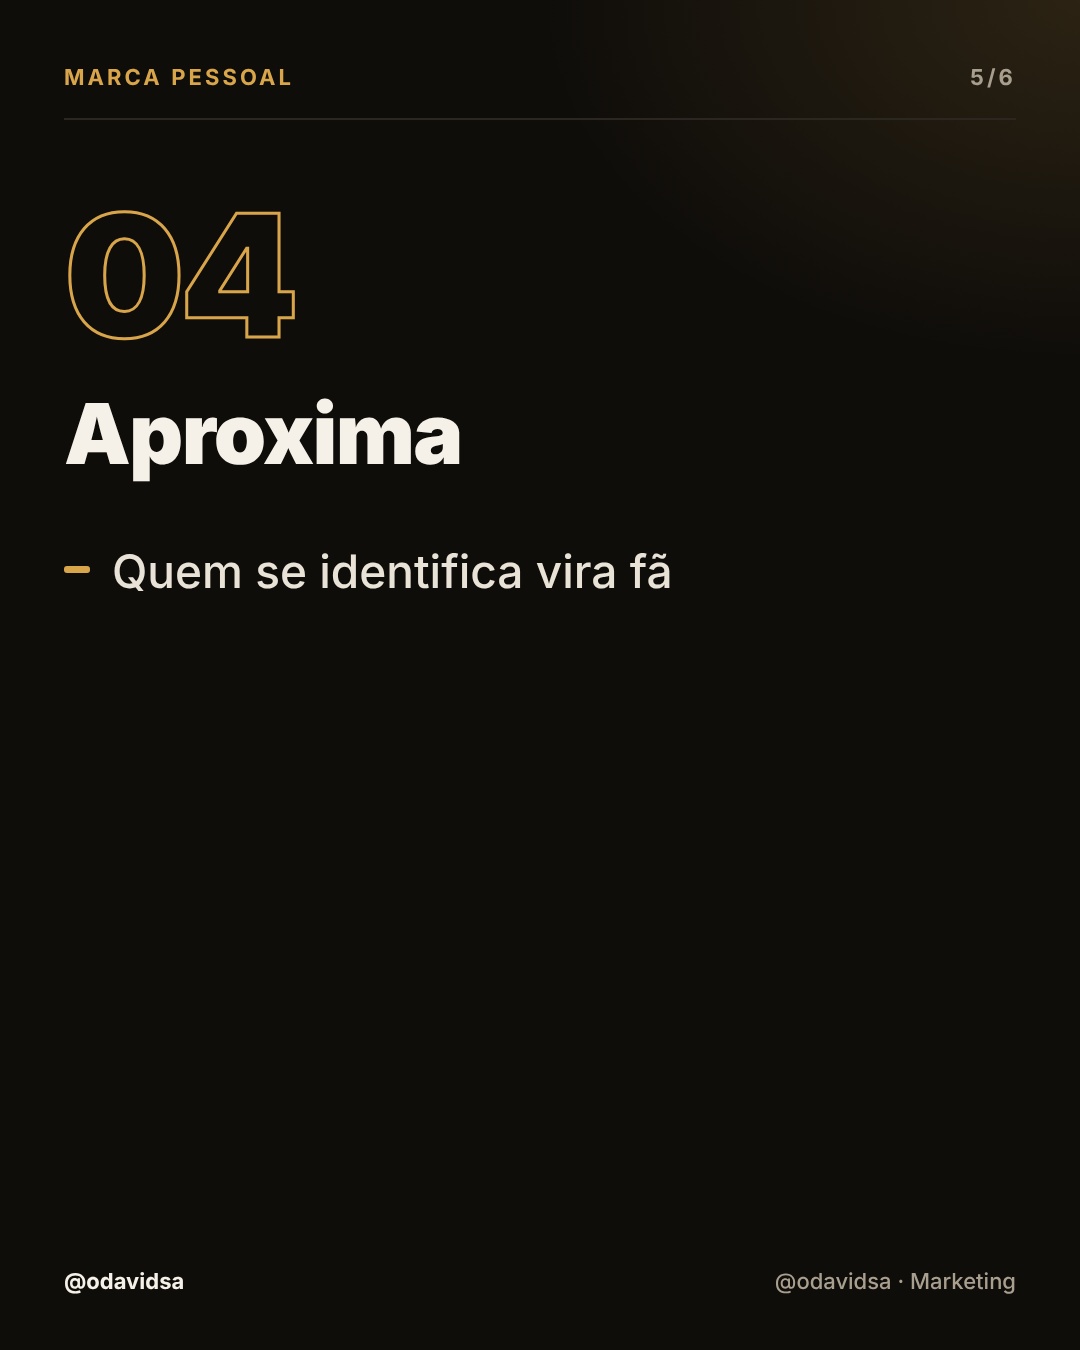 MARCA PESSOAL
5/6
04
Aproxima
Quem se identifica vira fã
@odavidsa
@odavidsa · Marketing